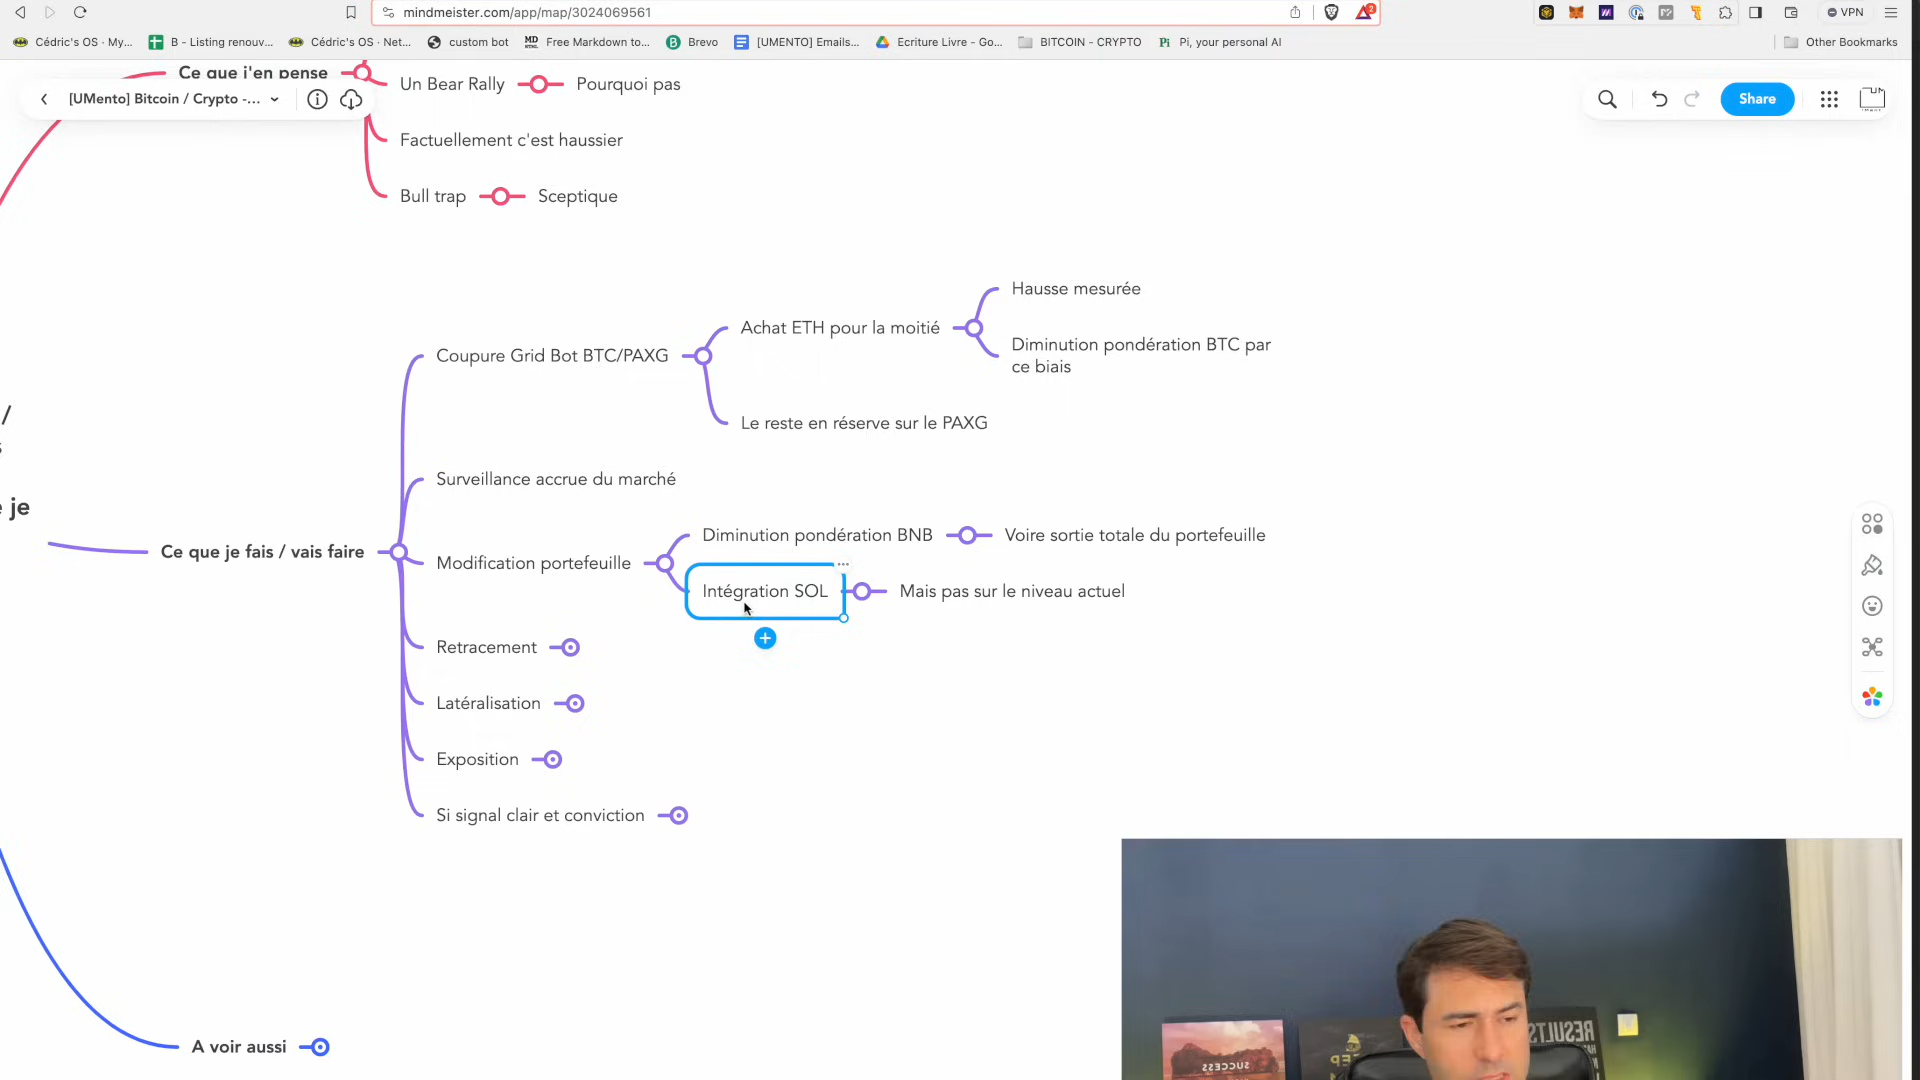 mindmeister.com/app/map/3024069561
2
VPN
Cédric's OS · My...
B - Listing renouv...
Cédric's OS · Net...
custom bot
Free Markdown to...
Brevo
[UMENTO] Emails...
Ecriture Livre - Go...
BITCOIN - CRYPTO
Pi, your personal AI
Other Bookmarks
Ce que j'en pense
[UMento] Bitcoin / Crypto -...
Share
Un Bear Rally
Pourquoi pas
Factuellement c'est haussier
Bull trap
Sceptique
Hausse mesurée
Achat ETH pour la moitié
Diminution pondération BTC par
ce biais
Coupure Grid Bot BTC/PAXG
Le reste en réserve sur le PAXG
/
Surveillance accrue du marché
je
Diminution pondération BNB
Voire sortie totale du portefeuille
Ce que je fais / vais faire
Modification portefeuille
Intégration SOL
Mais pas sur le niveau actuel
Retracement
Latéralisation
Exposition
Si signal clair et conviction
RESULTS
SUCCESS
A voir aussi